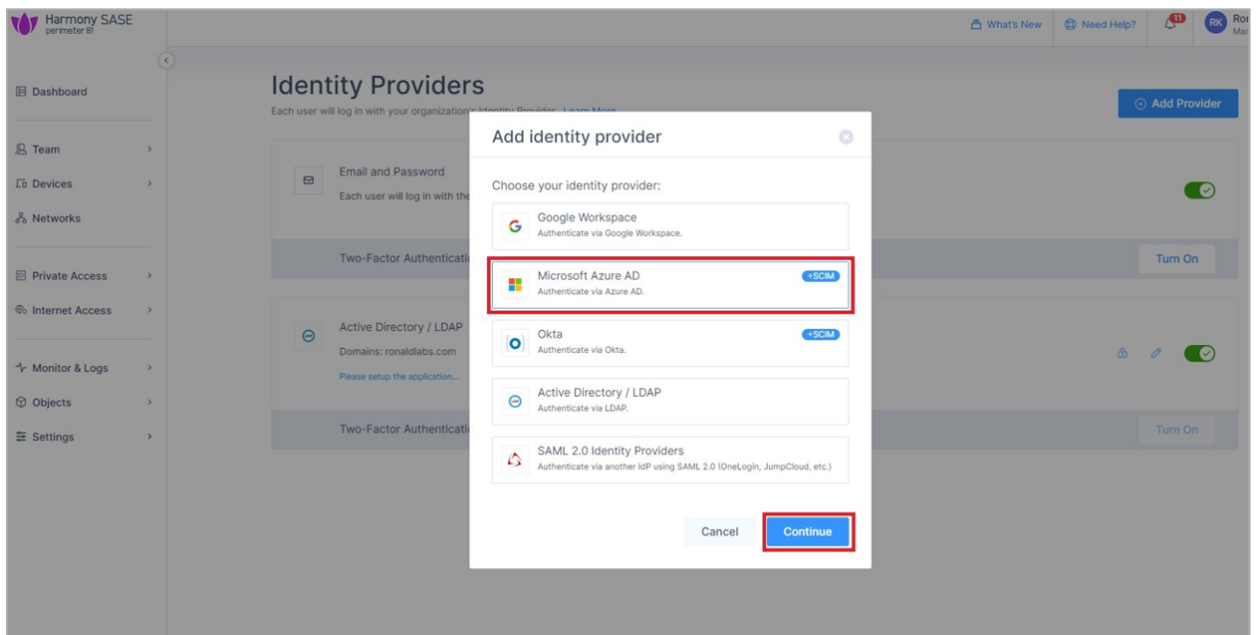 Harmony SASE
perimeter 81
What's New
Need Help?
11
RK
Dashboard
Team
Devices
Networks
Private Access
Internet Access
Monitor & Logs
Objects
Settings
Identity Providers
Each user will log in with your organization's Identity Provider. Learn More
Add Provider
Email and Password
Each user will log in with the
Two-Factor Authenticati
Turn On
Active Directory / LDAP
Domains: ronaldlabs.com
Please setup the application...
Two-Factor Authenticati
Turn On
Add identity provider
Choose your identity provider:
Google Workspace
Authenticate via Google Workspace.
Microsoft Azure AD
+SCIM
Authenticate via Azure AD.
Okta
+SCIM
Authenticate via Okta.
Active Directory / LDAP
Authenticate via LDAP.
SAML 2.0 Identity Providers
Authenticate via another IdP using SAML 2.0 (OneLogin, JumpCloud, etc.)
Cancel
Continue